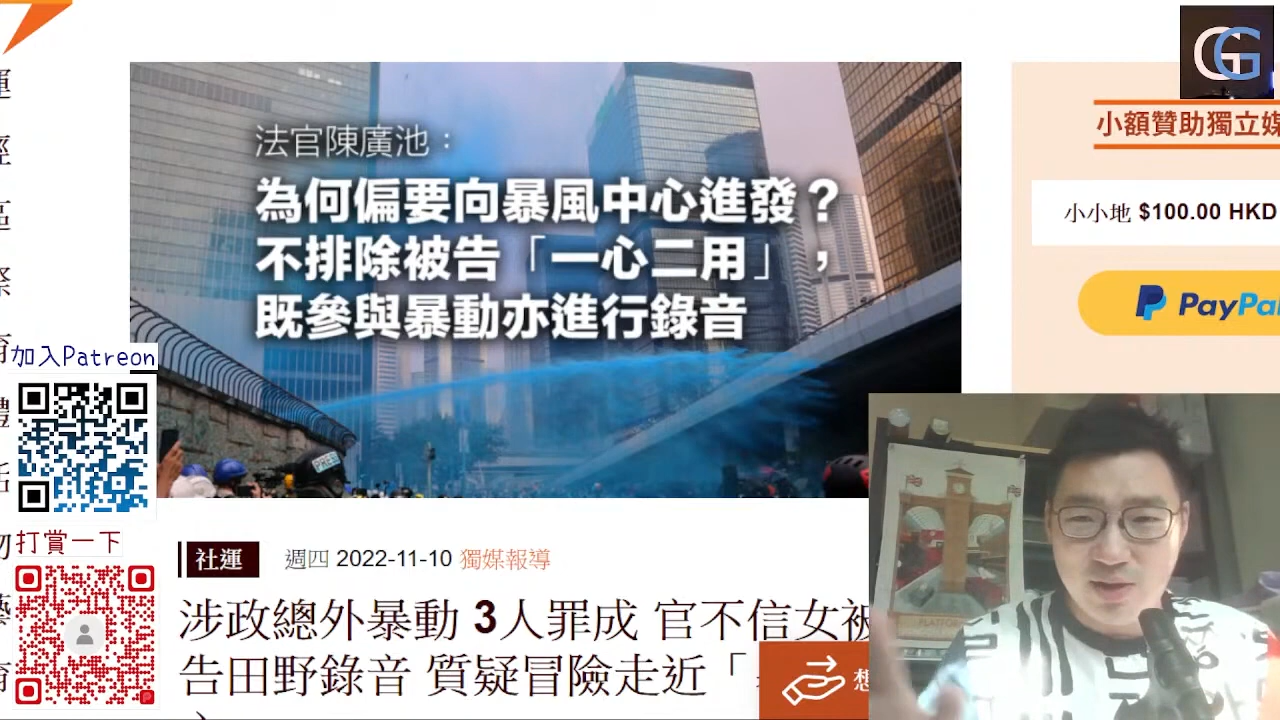 GG
法官陳廣池：
為何偏要向暴風中心進發？
不排除被告「一心二用」，
既參與暴動亦進行錄音
小額贊助獨立媒
小小地 $100.00 HKD
PayPa
加入Patreon
打賞一下
PRESS
PLATFOR
社運 週四 2022-11-10 獨媒報導
涉政總外暴動 3人罪成 官不信女被
告田野錄音 質疑冒險走近「
想